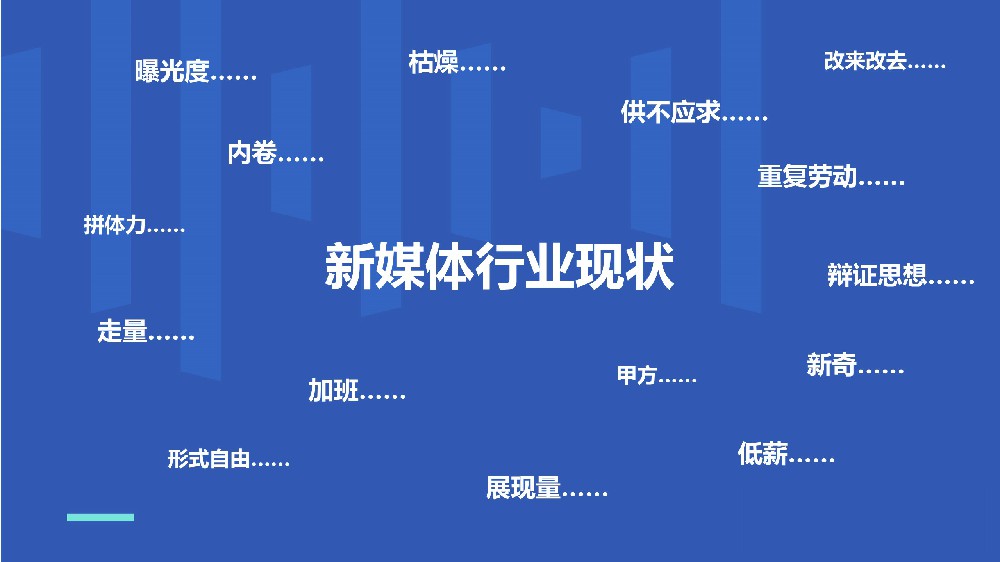 曝光度……
枯燥……
改来改去……
供不应求……
内卷……
重复劳动……
拼体力……
新媒体行业现状
辩证思想……
走量……
新奇……
甲方……
加班……
低薪……
形式自由……
展现量……